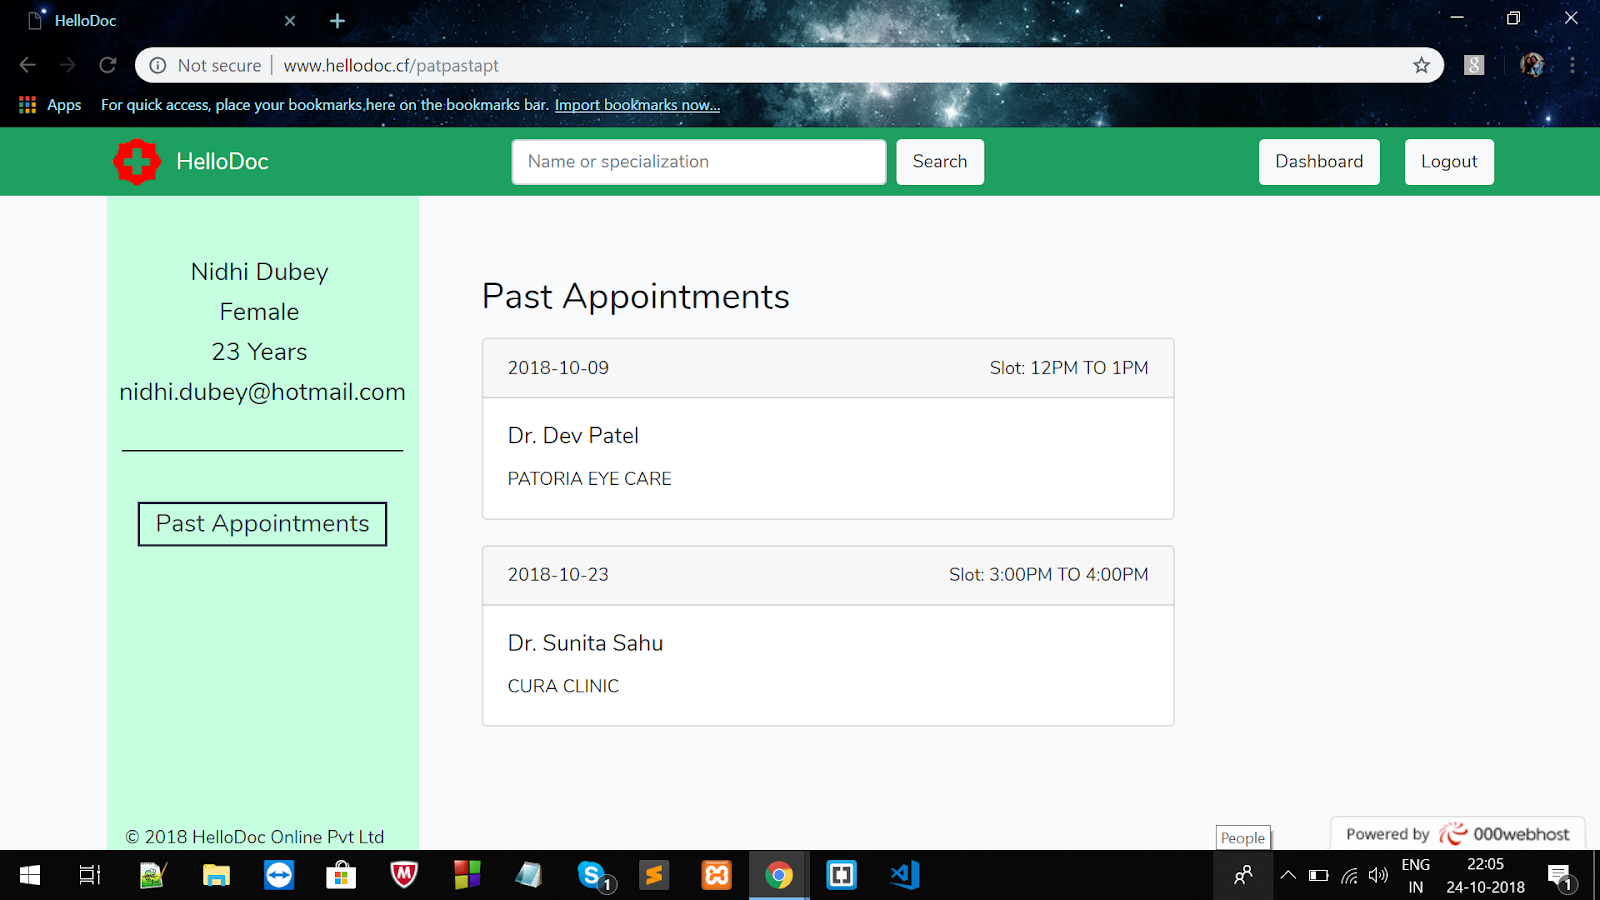 HelloDoc
Not secure
www.hellodoc.cf/patpastapt
Apps
For quick access, place your bookmarks here on the bookmarks bar. Import bookmarks now...
HelloDoc
Name or specialization
Search
Dashboard
Logout
Nidhi Dubey
Female
23 Years
nidhi.dubey@hotmail.com
Past Appointments
© 2018 HelloDoc Online Pvt Ltd
Past Appointments
2018-10-09
Slot: 12PM TO 1PM
Dr. Dev Patel
PATORIA EYE CARE
2018-10-23
Slot: 3:00PM TO 4:00PM
Dr. Sunita Sahu
CURA CLINIC
People
Powered by 000webhost
1
ENG
IN
22:05
24-10-2018
1